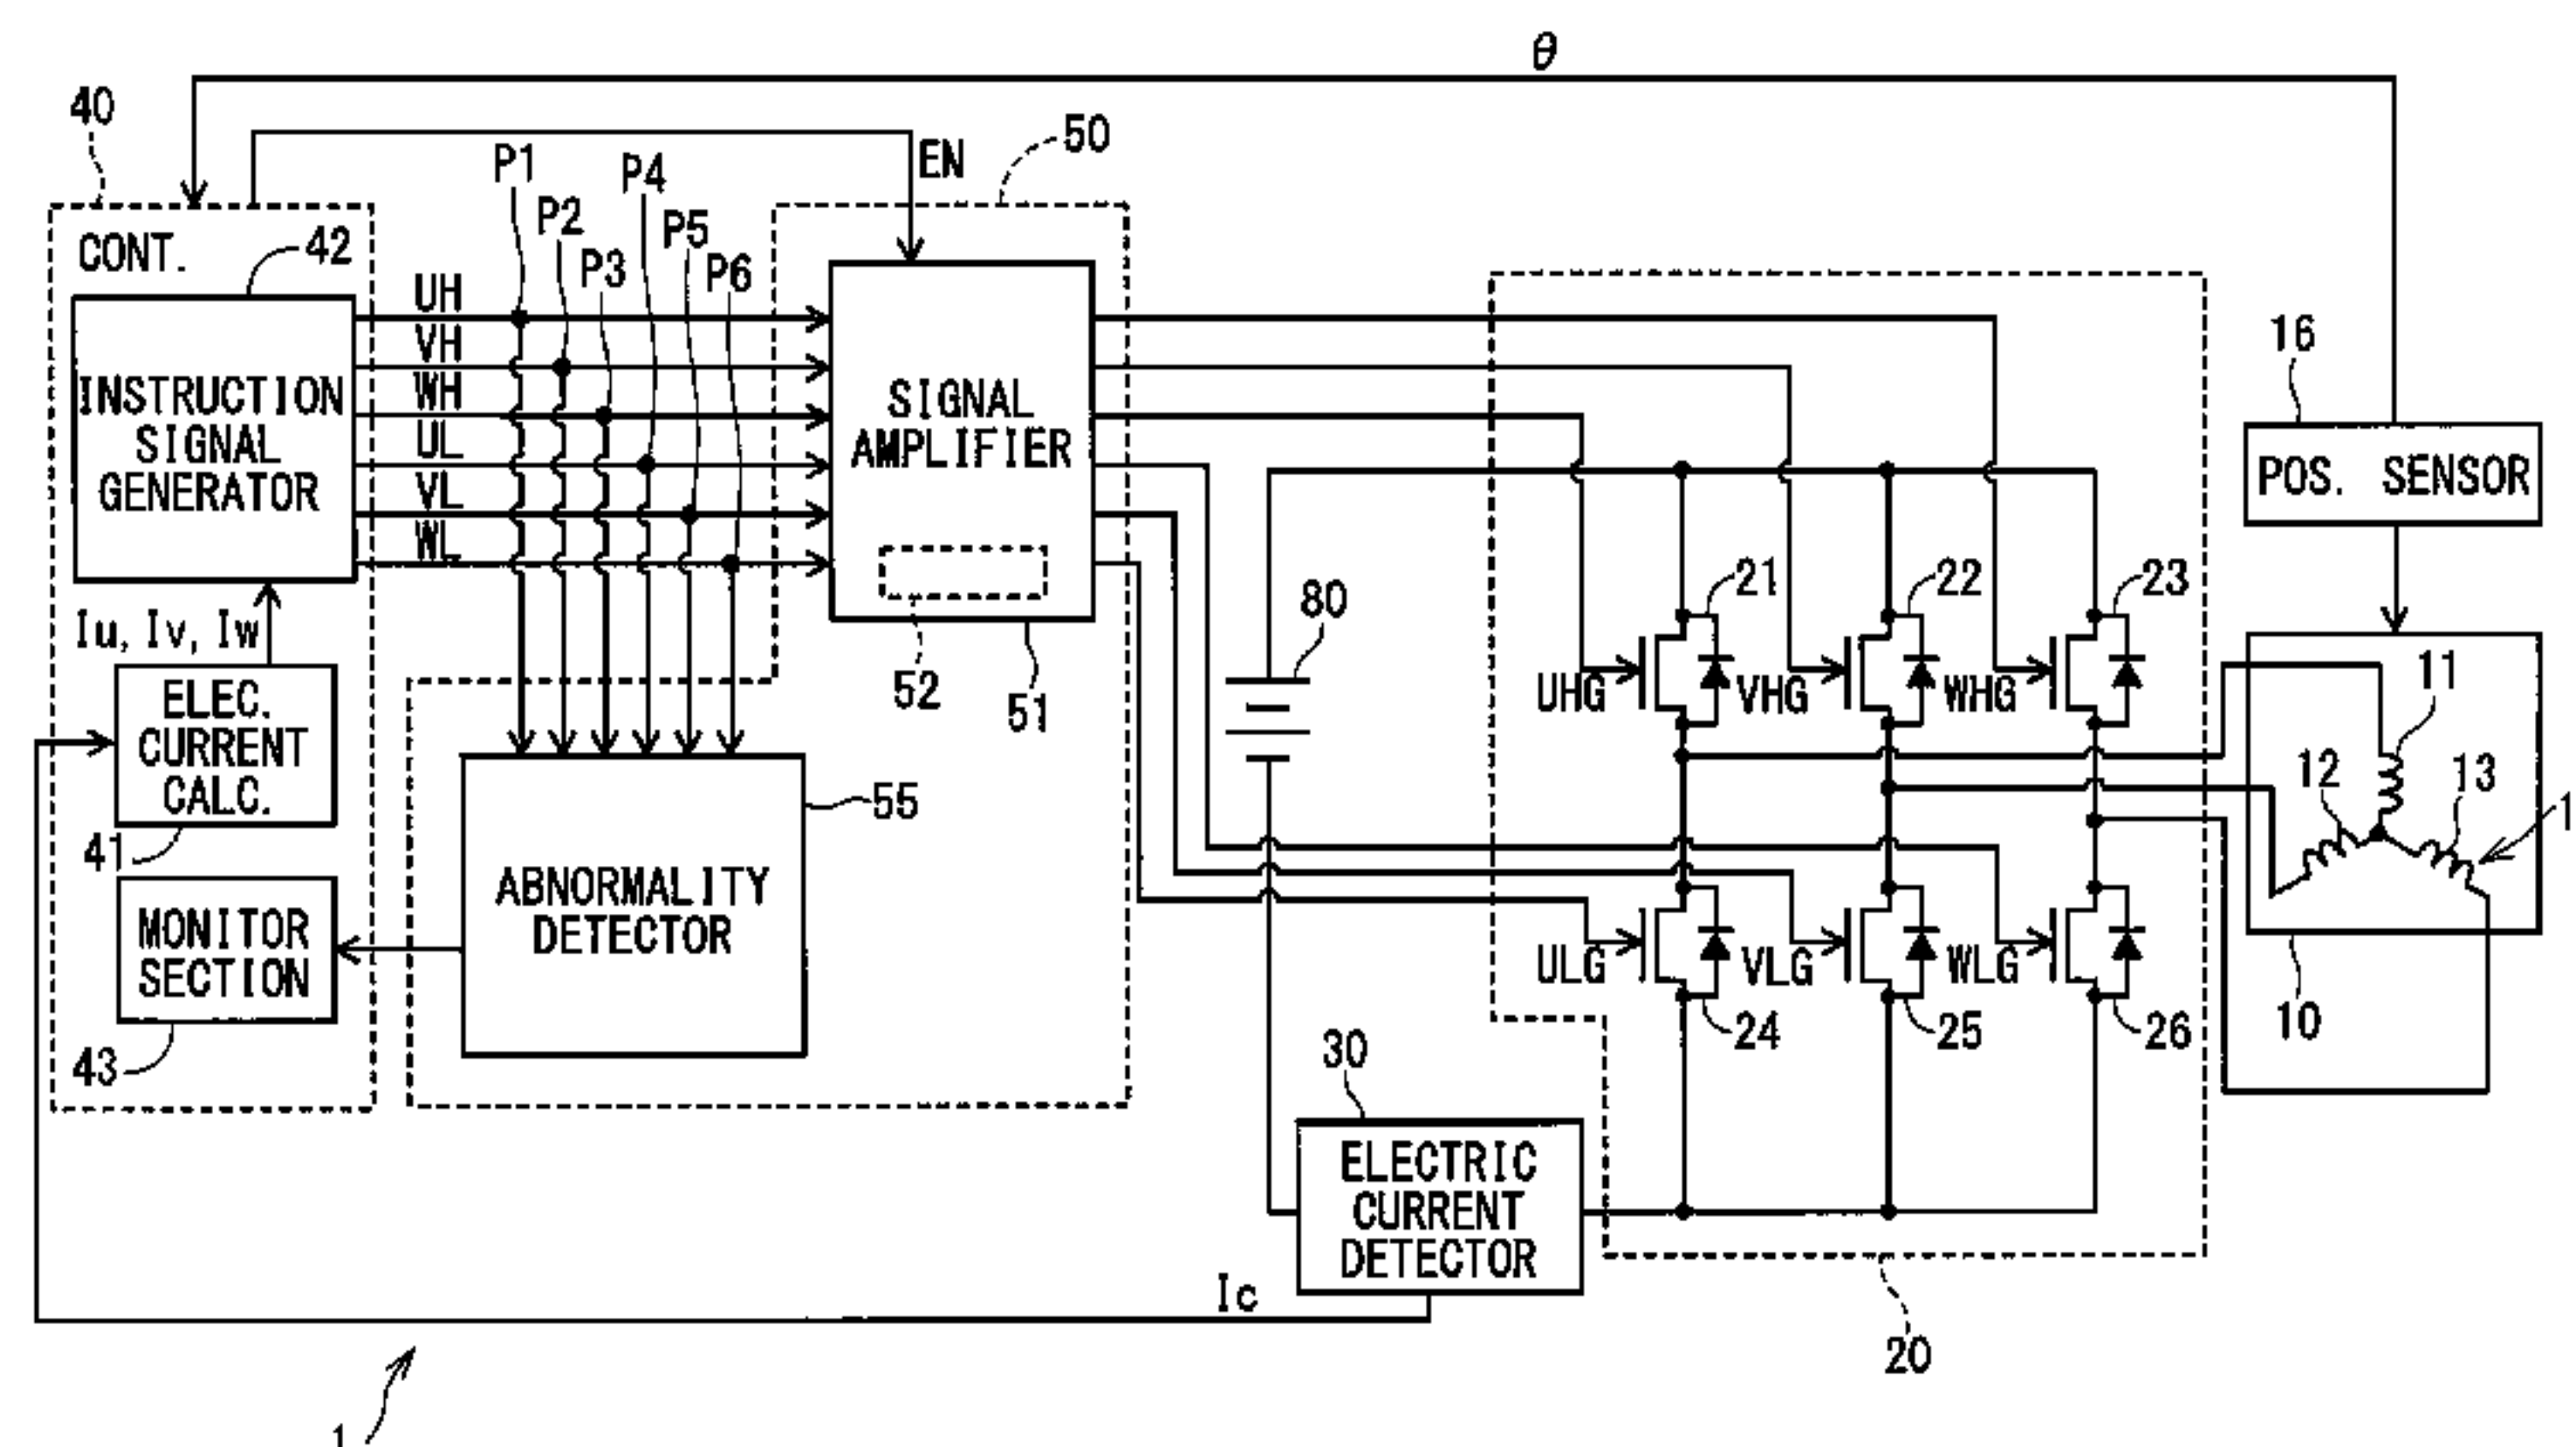 θ
40
EN
50
P1
P2
P3
P4
P5
P6
CONT.
42
UH
VH
WH
UL
VL
WL
INSTRUCTION
SIGNAL
GENERATOR
SIGNAL
AMPLIFIER
52
51
16
POS. SENSOR
Iu, Iv, Iw
ELEC.
CURRENT
CALC.
41
MONITOR
SECTION
43
ABNORMALITY
DETECTOR
55
80
21
22
23
UHG
VHG
WHG
11
12
13
1
10
ULG
VLG
WLG
24
25
26
30
ELECTRIC
CURRENT
DETECTOR
Ic
20
1